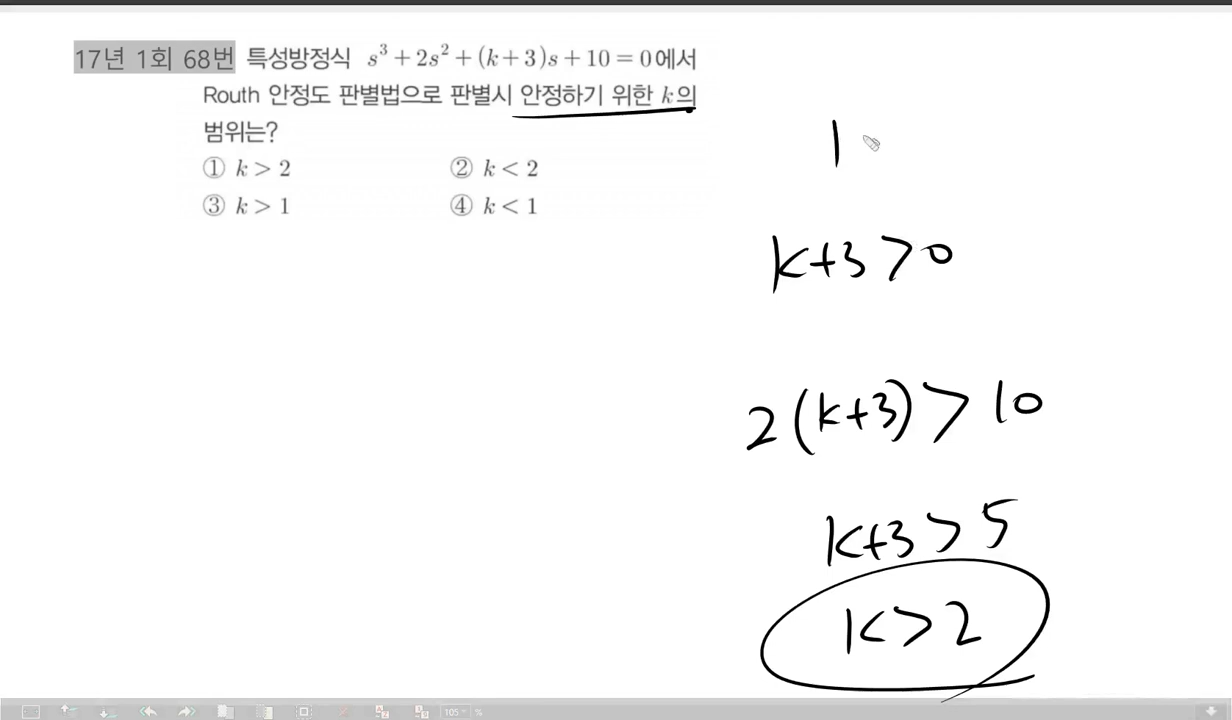 17년 1회 68번 특성방정식 s³ + 2s² + (k+3)s + 10 = 0에서
Routh 안정도 판별법으로 판별시 안정하기 위한 k의
범위는?
① k > 2 ② k < 2
③ k > 1 ④ k < 1
1
k+3 > 0
2(k+3) > 10
k+3 > 5
k > 2
105 %